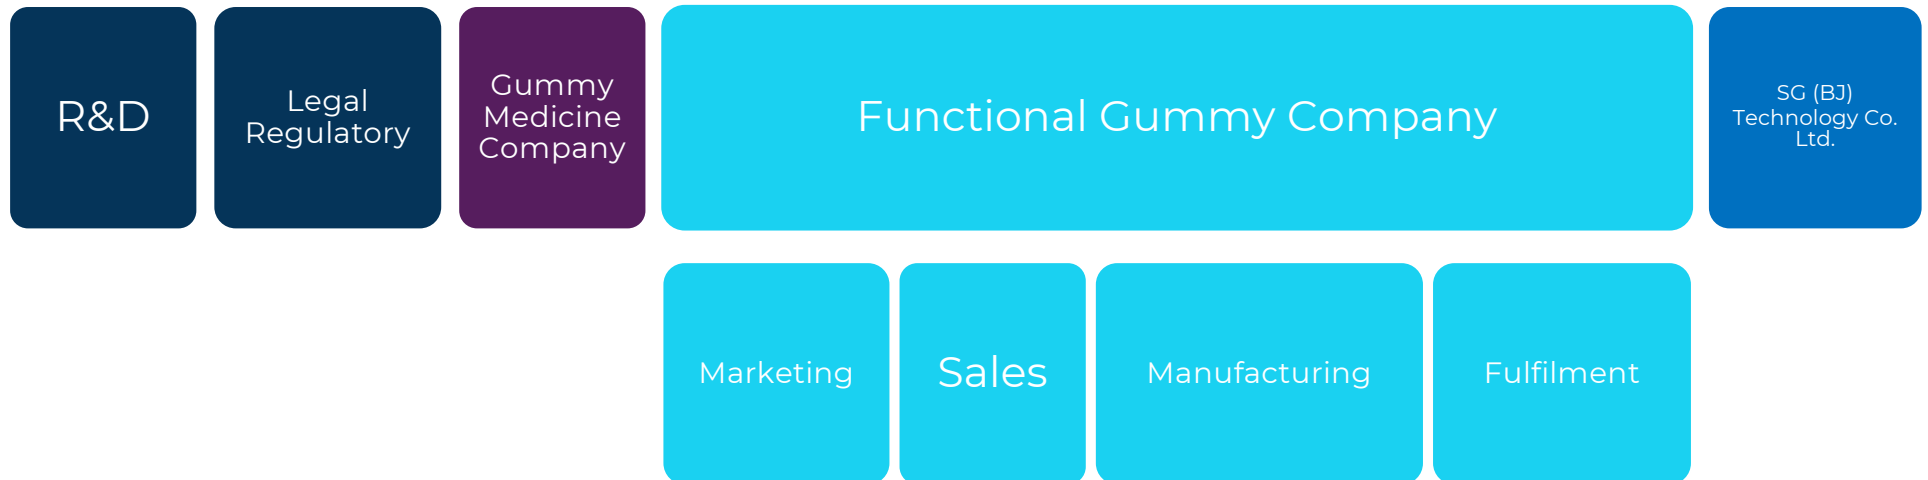 R&D
Legal
Regulatory
Gummy
Medicine
Company
Functional Gummy Company
SG (BJ)
Technology Co.
Ltd.
Marketing
Sales
Manufacturing
Fulfilment